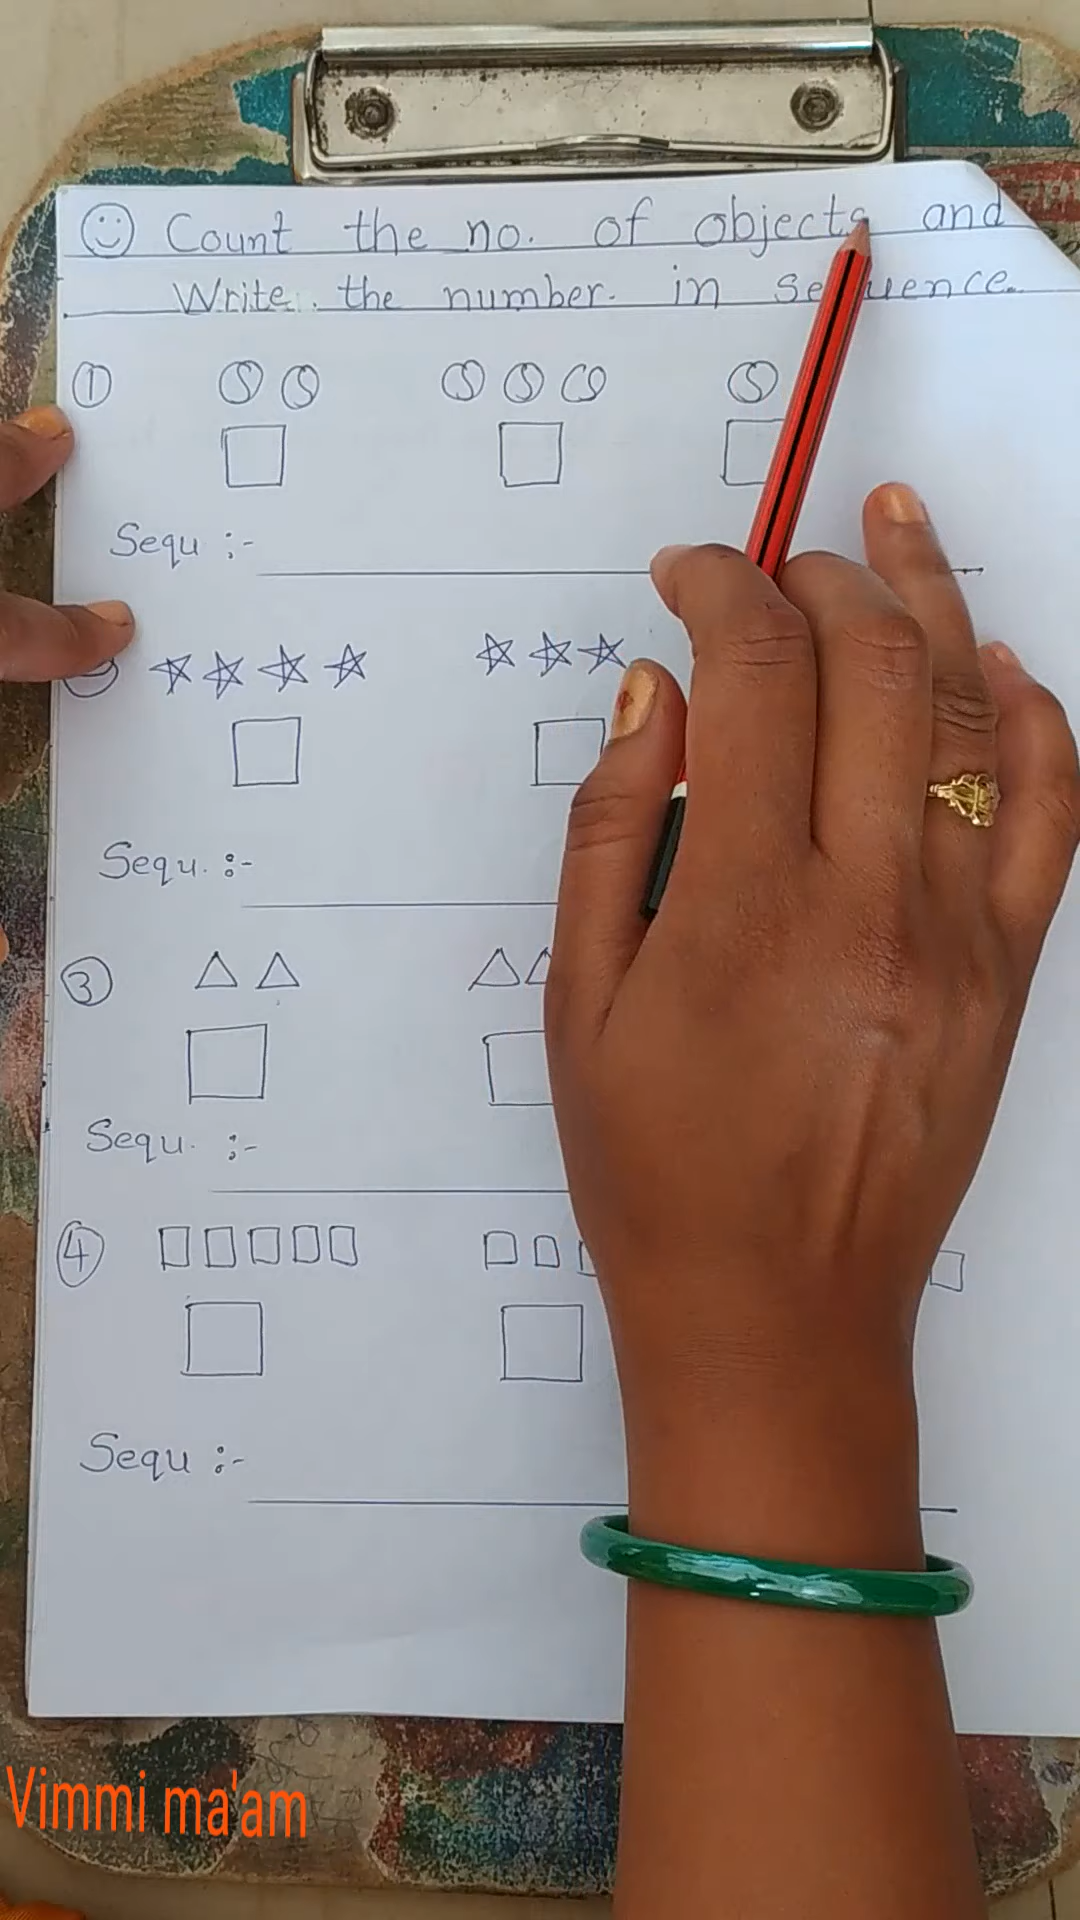 Count the no. of objects and
Write the number. in sequence.
1
Sequ :-
Sequ. :-
3
Sequ. :-
4
Sequ :-
Vimmi ma'am